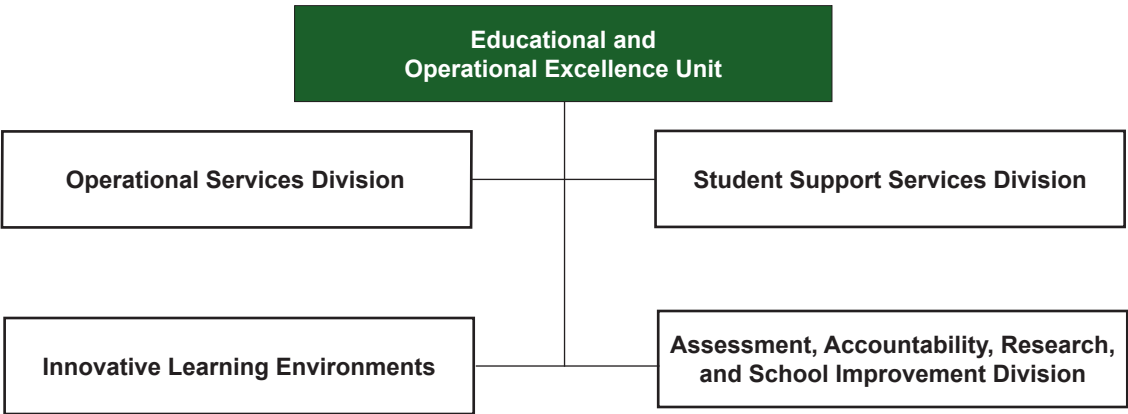 Educational and
Operational Excellence Unit
Operational Services Division
Student Support Services Division
Innovative Learning Environments
Assessment, Accountability, Research,
and School Improvement Division